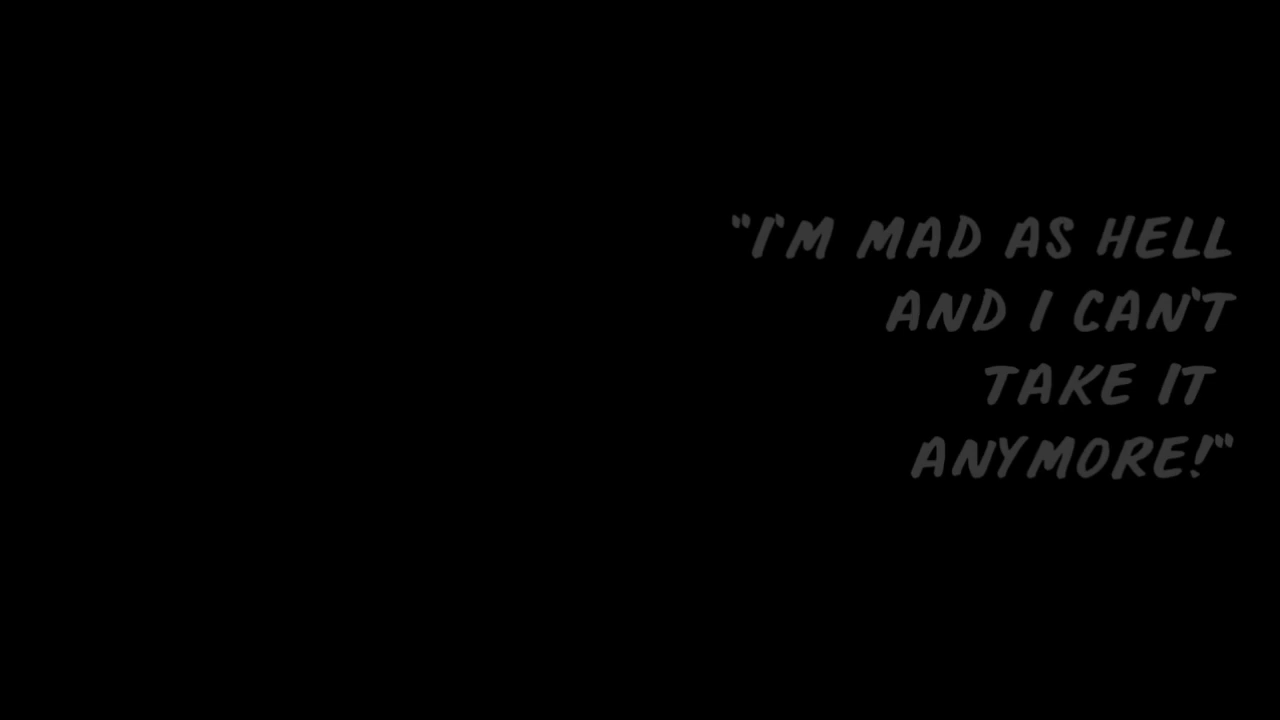 "I'M MAD AS HELL
AND I CAN'T
TAKE IT
ANYMORE!"